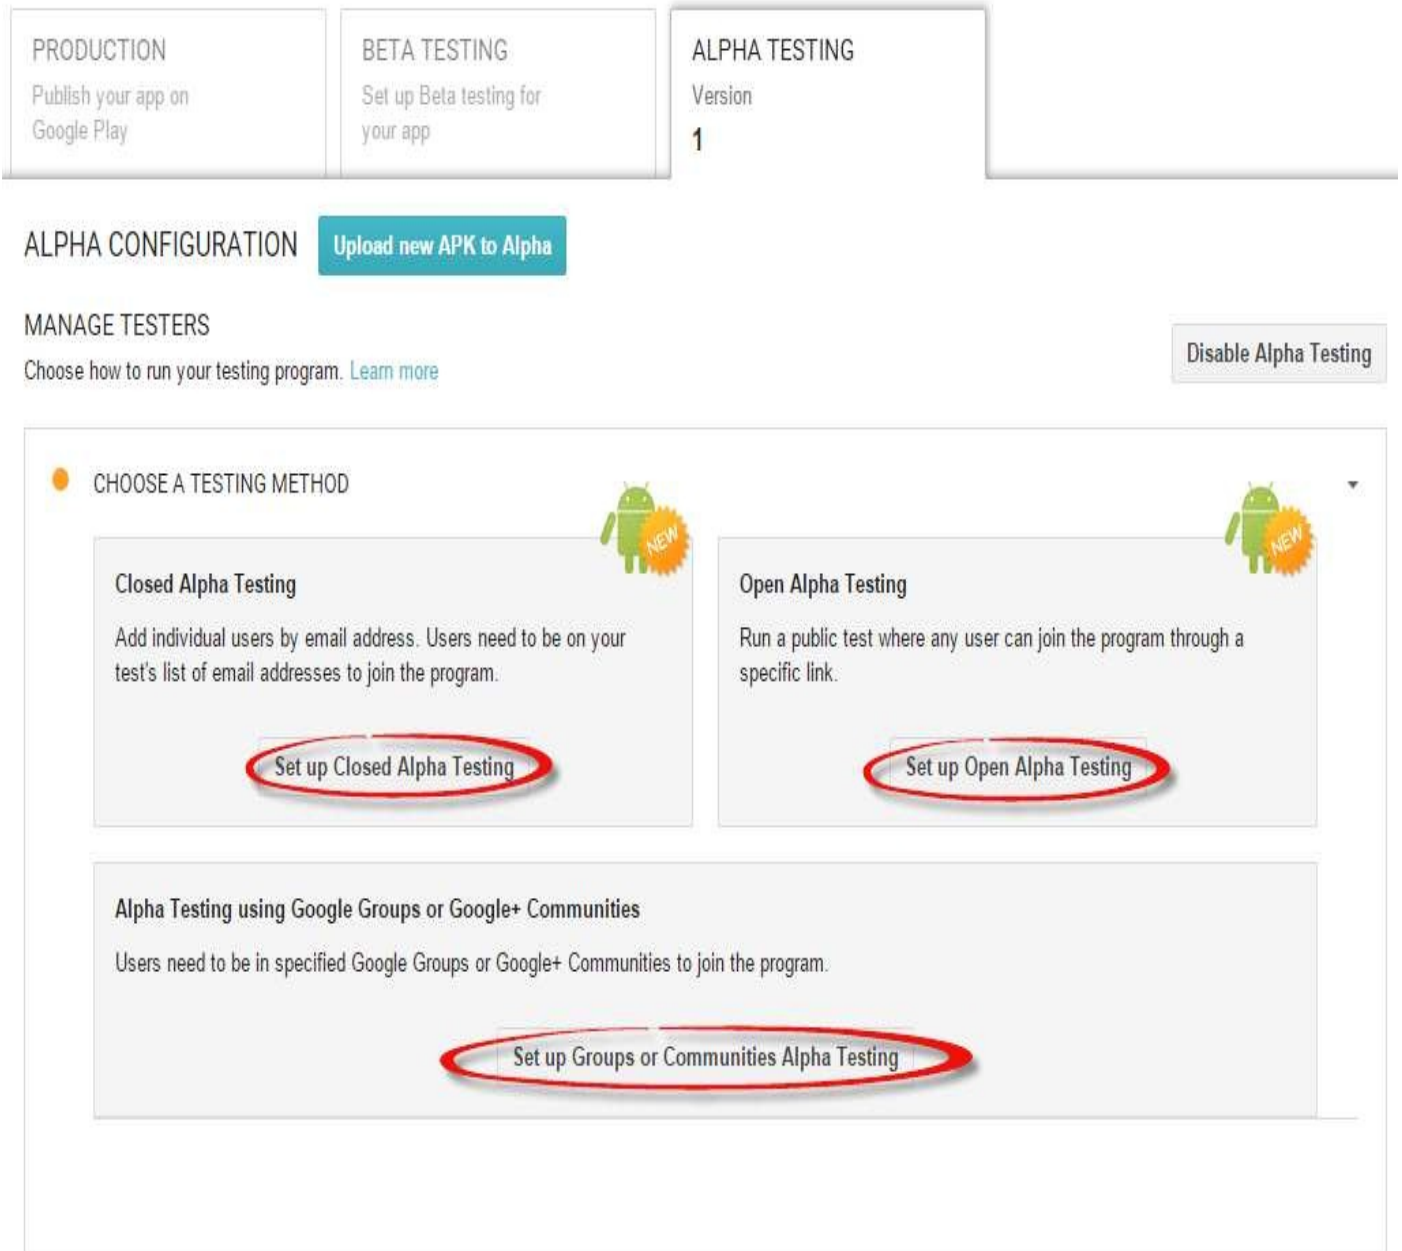 PRODUCTION
Publish your app on
Google Play
BETA TESTING
Set up Beta testing for
your app
ALPHA TESTING
Version
1
ALPHA CONFIGURATION
Upload new APK to Alpha
MANAGE TESTERS
Choose how to run your testing program. Learn more
Disable Alpha Testing
CHOOSE A TESTING METHOD
NEW
NEW
Closed Alpha Testing
Add individual users by email address. Users need to be on your
test's list of email addresses to join the program.
Set up Closed Alpha Testing
Open Alpha Testing
Run a public test where any user can join the program through a
specific link.
Set up Open Alpha Testing
Alpha Testing using Google Groups or Google+ Communities
Users need to be in specified Google Groups or Google+ Communities to join the program.
Set up Groups or Communities Alpha Testing